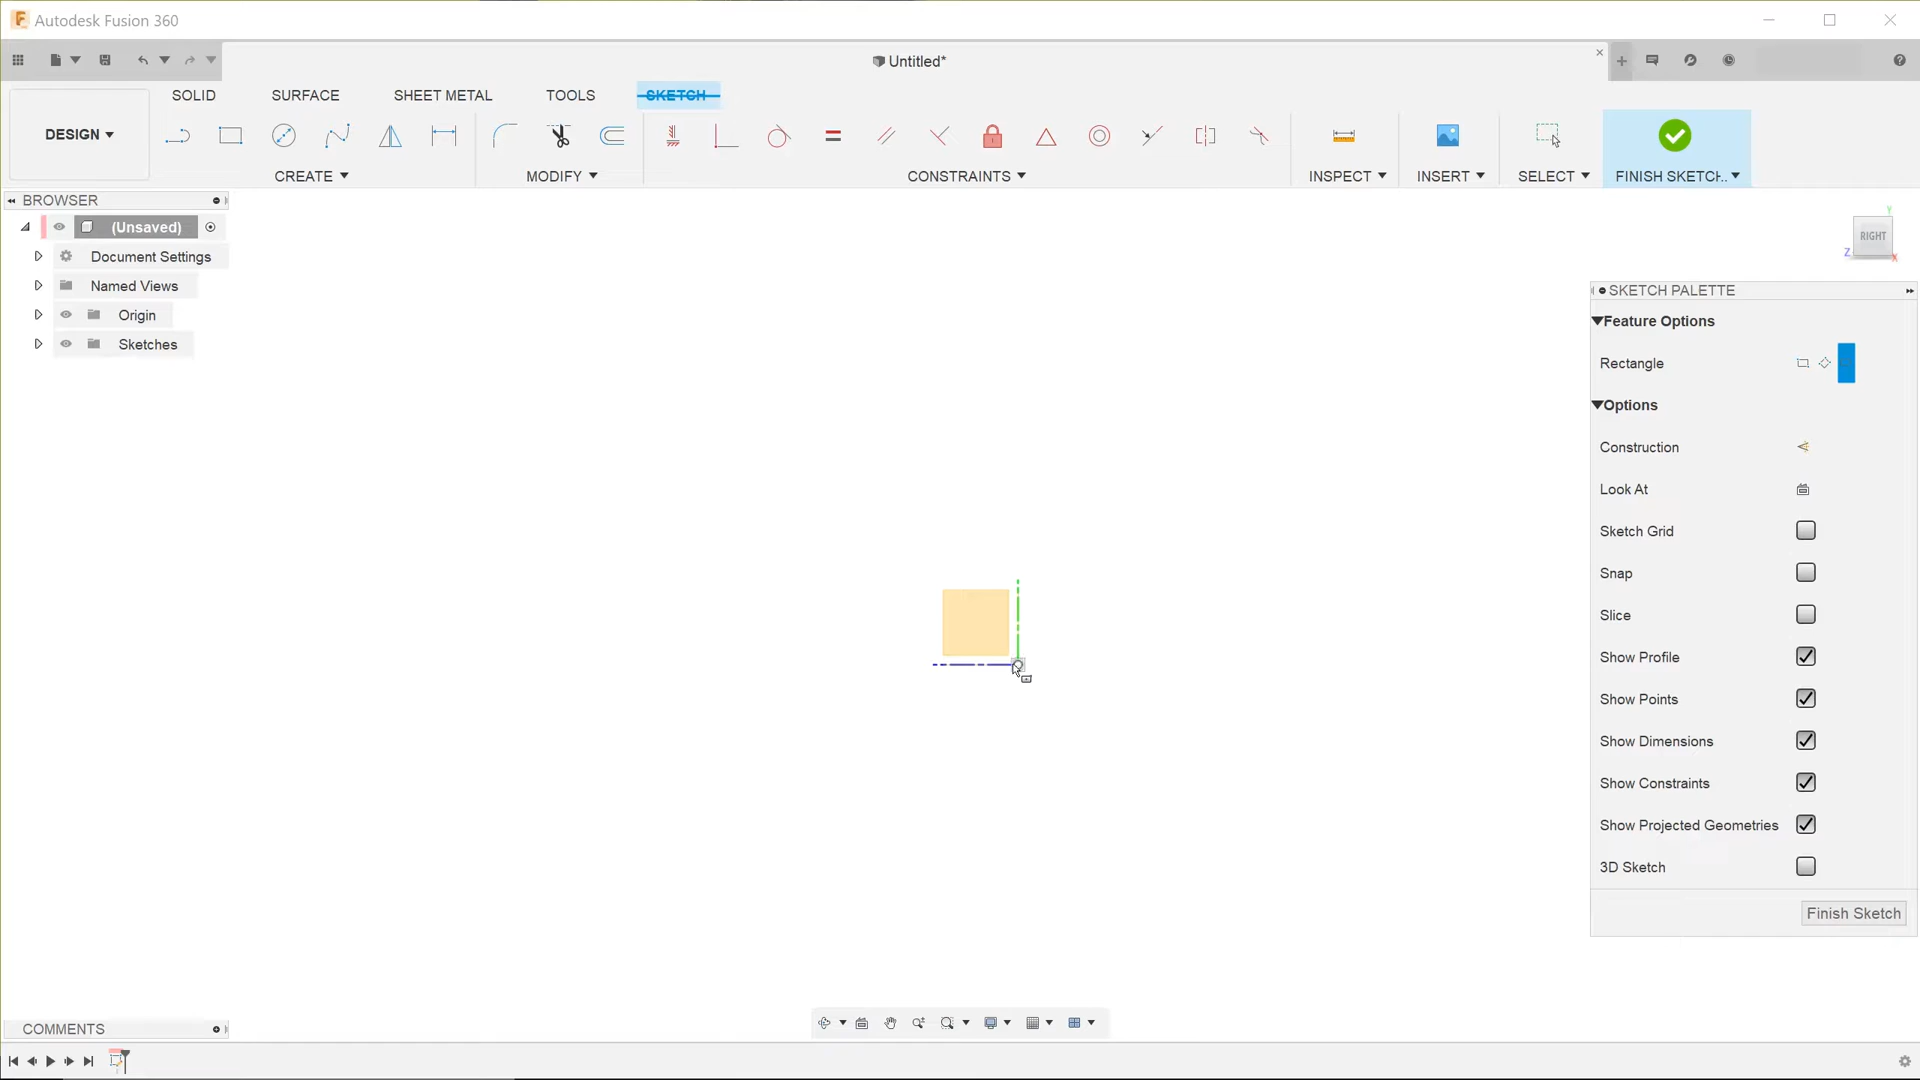 Autodesk Fusion 360
Untitled*
SOLID
SURFACE
SHEET METAL
TOOLS
SKETCH
DESIGN
CREATE
MODIFY
CONSTRAINTS
INSPECT
INSERT
SELECT
FINISH SKETCH
BROWSER
(Unsaved)
Document Settings
Named Views
Origin
Sketches
Y
RIGHT
Z
X
SKETCH PALETTE
Feature Options
Rectangle
Options
Construction
Look At
Sketch Grid
Snap
Slice
Show Profile
Show Points
Show Dimensions
Show Constraints
Show Projected Geometries
3D Sketch
Finish Sketch
COMMENTS